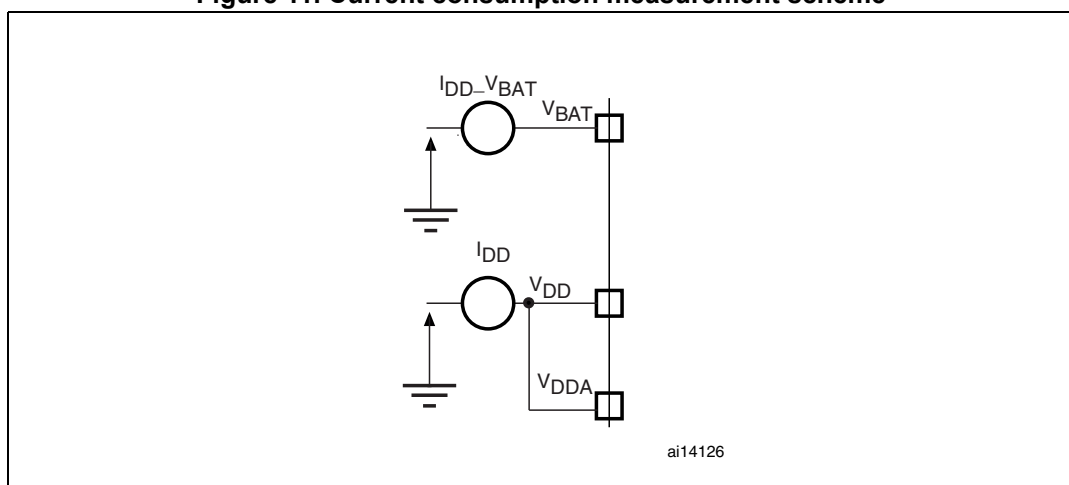 Figure 11. Current consumption measurement scheme
IDD_VBAT
VBAT
IDD
VDD
VDDA
ai14126